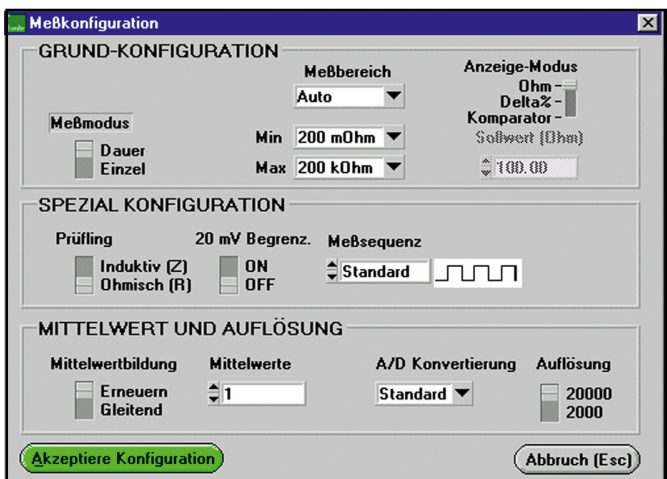 Meßkonfiguration
GRUND-KONFIGURATION
Meßbereich
Auto
Anzeige-Modus
Ohm
Delta%
Komparator
Sollwert (Ohm)
100.00
Meßmodus
Dauer
Einzel
Min 200 mOhm
Max 200 kOhm
SPEZIAL KONFIGURATION
Prüfling
Induktiv (Z)
Ohmisch (R)
20 mV Begrenz.
ON
OFF
Meßsequenz
Standard
MITTELWERT UND AUFLÖSUNG
Mittelwertbildung
Erneuern
Gleitend
Mittelwerte
1
A/D Konvertierung
Standard
Auflösung
20000
2000
Akzeptiere Konfiguration
Abbruch (Esc)